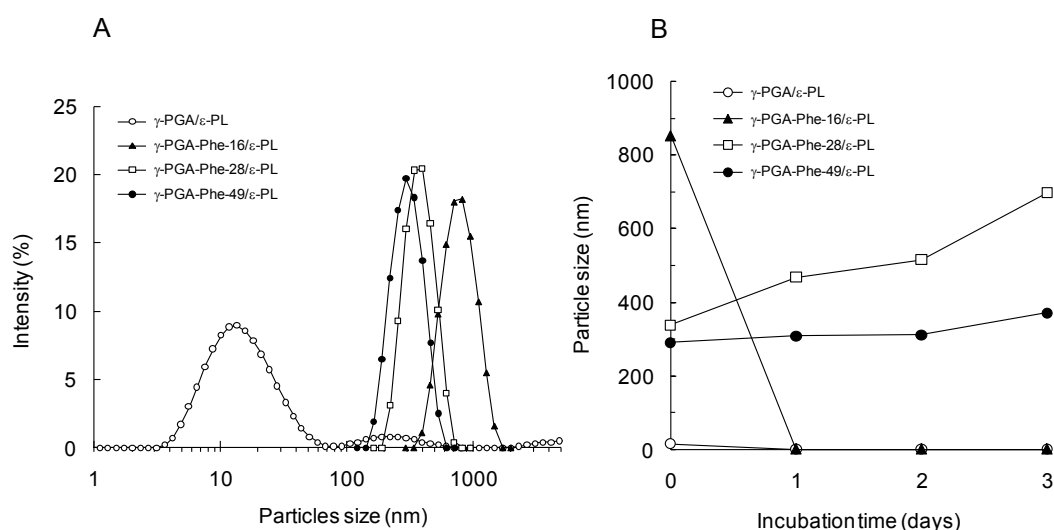 A
25
20
15
10
5
0
Intensity (%)
γ-PGA/ε-PL
γ-PGA-Phe-16/ε-PL
γ-PGA-Phe-28/ε-PL
γ-PGA-Phe-49/ε-PL
1 10 100 1000
Particles size (nm)
B
1000
800
600
400
200
0
Particle size (nm)
γ-PGA/ε-PL
γ-PGA-Phe-16/ε-PL
γ-PGA-Phe-28/ε-PL
γ-PGA-Phe-49/ε-PL
0 1 2 3
Incubation time (days)